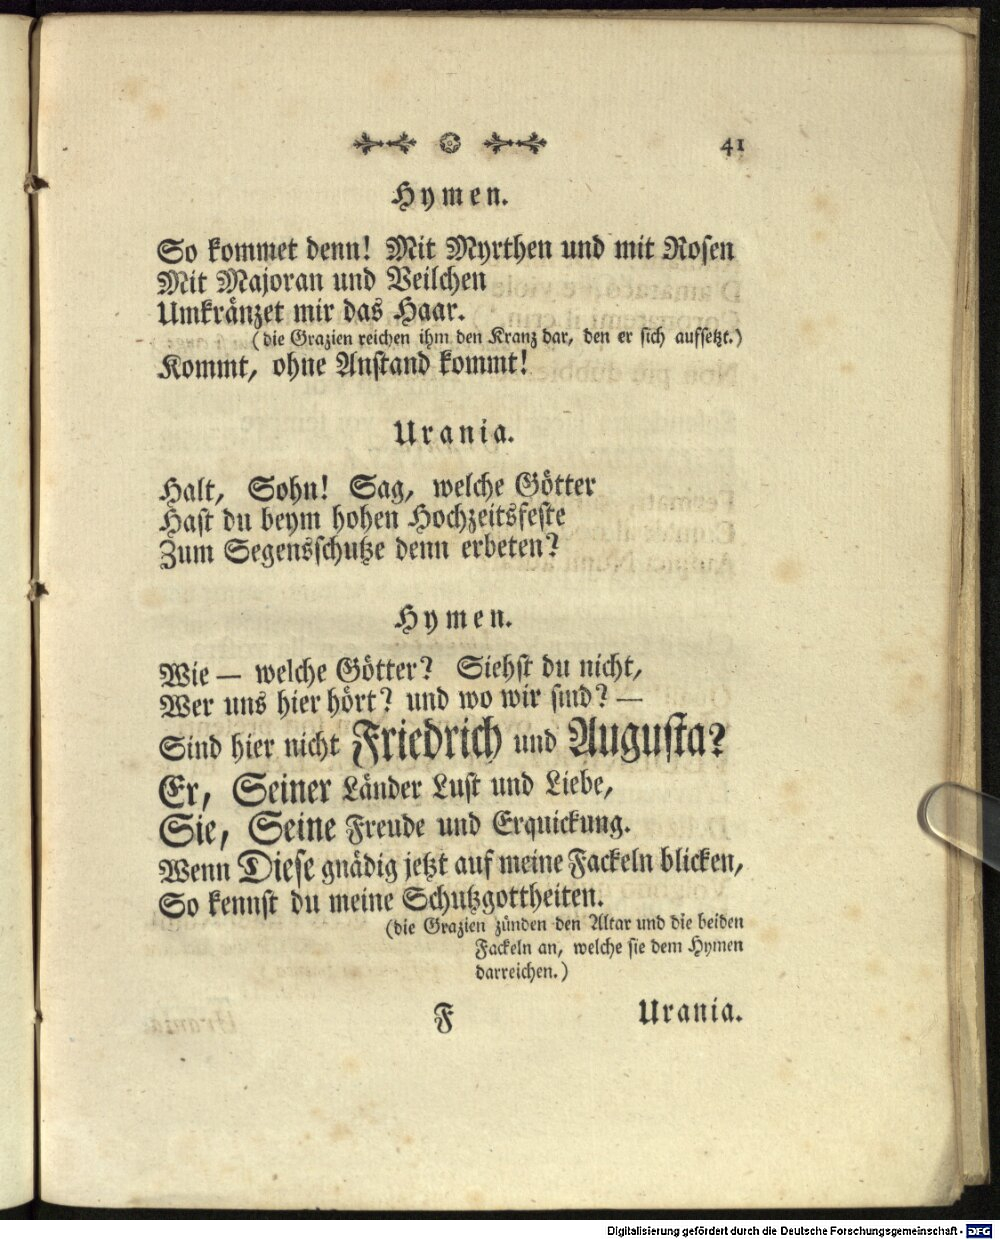 41
Hymen.
So kommet denn! Mit Myrthen und mit Rosen
Mit Majoran und Veilchen
Umkränzet mir das Haar.
(die Grazien reichen ihm den Kranz dar, den er sich aufsetzt.)
Kommt, ohne Anstand kommt!
Urania.
Halt, Sohn! Sag, welche Götter
Hast du beym hohen Hochzeitsfeste
Zum Segensschutze denn erbeten?
Hymen.
Wie — welche Götter? Siehst du nicht,
Wer uns hier hört? und wo wir sind? —
Sind hier nicht Friedrich und Augusta?
Er, Seiner Länder Lust und Liebe,
Sie, Seine Freude und Erquickung.
Wenn Diese gnädig jetzt auf meine Fackeln blicken,
So kennst du meine Schutzgottheiten.
(die Grazien zünden den Altar und die beiden
Fackeln an, welche sie dem Hymen
darreichen.)
F Urania.
Digitalisierung gefördert durch die Deutsche Forschungsgemeinschaft - DFG